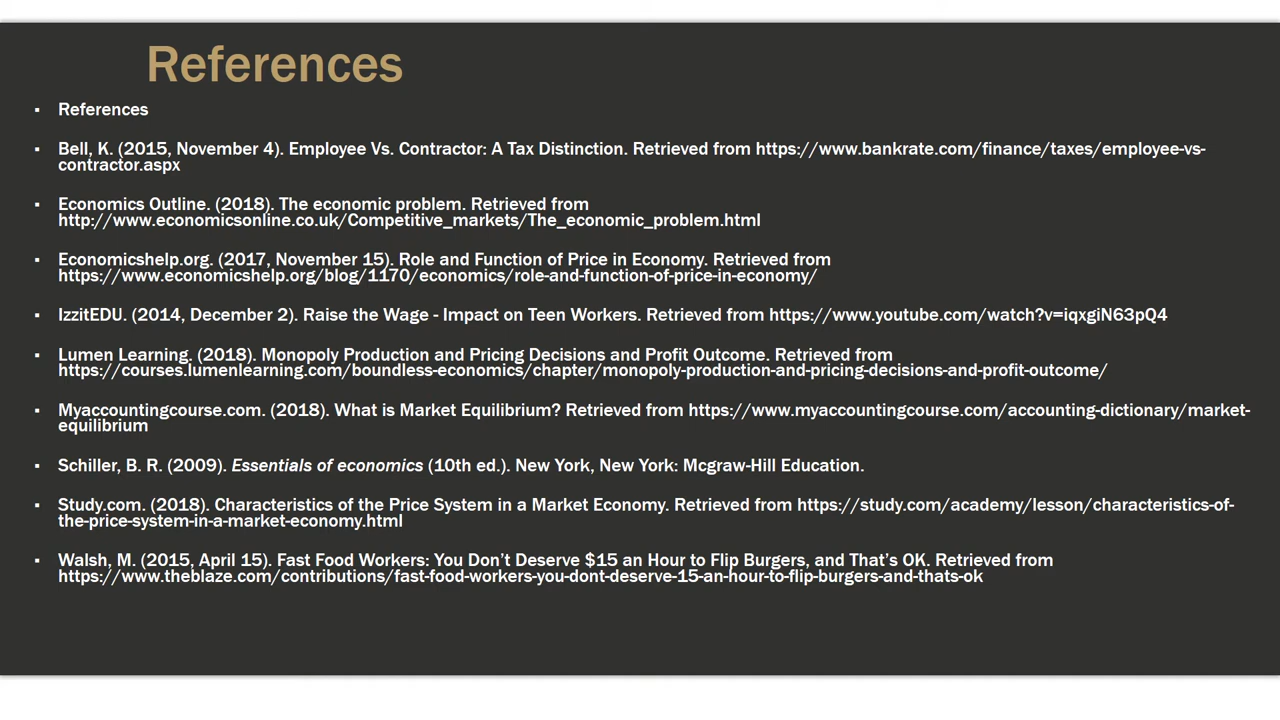 References
▪ References
▪ Bell, K. (2015, November 4). Employee Vs. Contractor: A Tax Distinction. Retrieved from https://www.bankrate.com/finance/taxes/employee-vs-
contractor.aspx
▪ Economics Outline. (2018). The economic problem. Retrieved from
http://www.economicsonline.co.uk/Competitive_markets/The_economic_problem.html
▪ Economicshelp.org. (2017, November 15). Role and Function of Price in Economy. Retrieved from
https://www.economicshelp.org/blog/1170/economics/role-and-function-of-price-in-economy/
▪ IzzitEDU. (2014, December 2). Raise the Wage - Impact on Teen Workers. Retrieved from https://www.youtube.com/watch?v=iqxgiN63pQ4
▪ Lumen Learning. (2018). Monopoly Production and Pricing Decisions and Profit Outcome. Retrieved from
https://courses.lumenlearning.com/boundless-economics/chapter/monopoly-production-and-pricing-decisions-and-profit-outcome/
▪ Myaccountingcourse.com. (2018). What is Market Equilibrium? Retrieved from https://www.myaccountingcourse.com/accounting-dictionary/market-
equilibrium
▪ Schiller, B. R. (2009). Essentials of economics (10th ed.). New York, New York: Mcgraw-Hill Education.
▪ Study.com. (2018). Characteristics of the Price System in a Market Economy. Retrieved from https://study.com/academy/lesson/characteristics-of-
the-price-system-in-a-market-economy.html
▪ Walsh, M. (2015, April 15). Fast Food Workers: You Don’t Deserve $15 an Hour to Flip Burgers, and That’s OK. Retrieved from
https://www.theblaze.com/contributions/fast-food-workers-you-dont-deserve-15-an-hour-to-flip-burgers-and-thats-ok